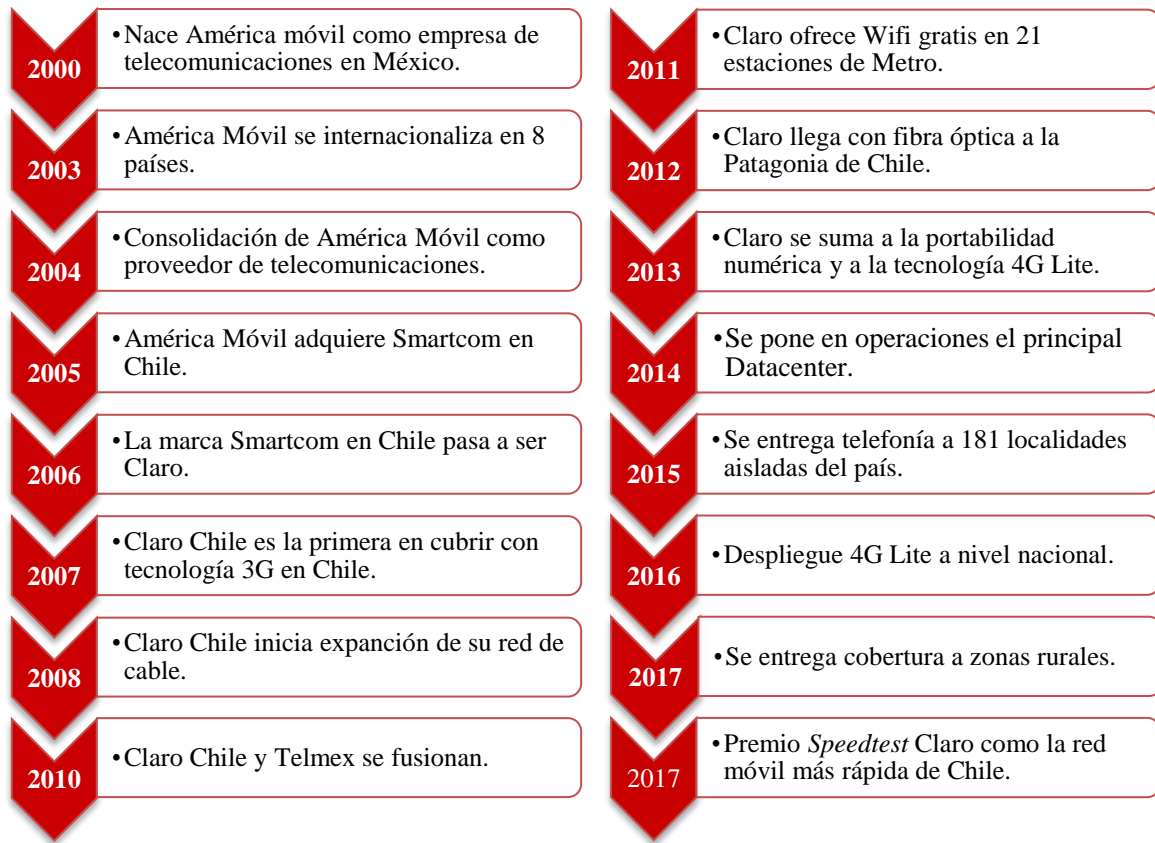 2000
•Nace América móvil como empresa de
telecomunicaciones en México.
2003
•América Móvil se internacionaliza en 8
países.
2004
•Consolidación de América Móvil como
proveedor de telecomunicaciones.
2005
•América Móvil adquiere Smartcom en
Chile.
2006
•La marca Smartcom en Chile pasa a ser
Claro.
2007
•Claro Chile es la primera en cubrir con
tecnología 3G en Chile.
2008
•Claro Chile inicia expanción de su red de
cable.
2010
•Claro Chile y Telmex se fusionan.
2011
•Claro ofrece Wifi gratis en 21
estaciones de Metro.
2012
•Claro llega con fibra óptica a la
Patagonia de Chile.
2013
•Claro se suma a la portabilidad
numérica y a la tecnología 4G Lite.
2014
•Se pone en operaciones el principal
Datacenter.
2015
•Se entrega telefonía a 181 localidades
aisladas del país.
2016
•Despliegue 4G Lite a nivel nacional.
2017
•Se entrega cobertura a zonas rurales.
2017
•Premio Speedtest Claro como la red
móvil más rápida de Chile.